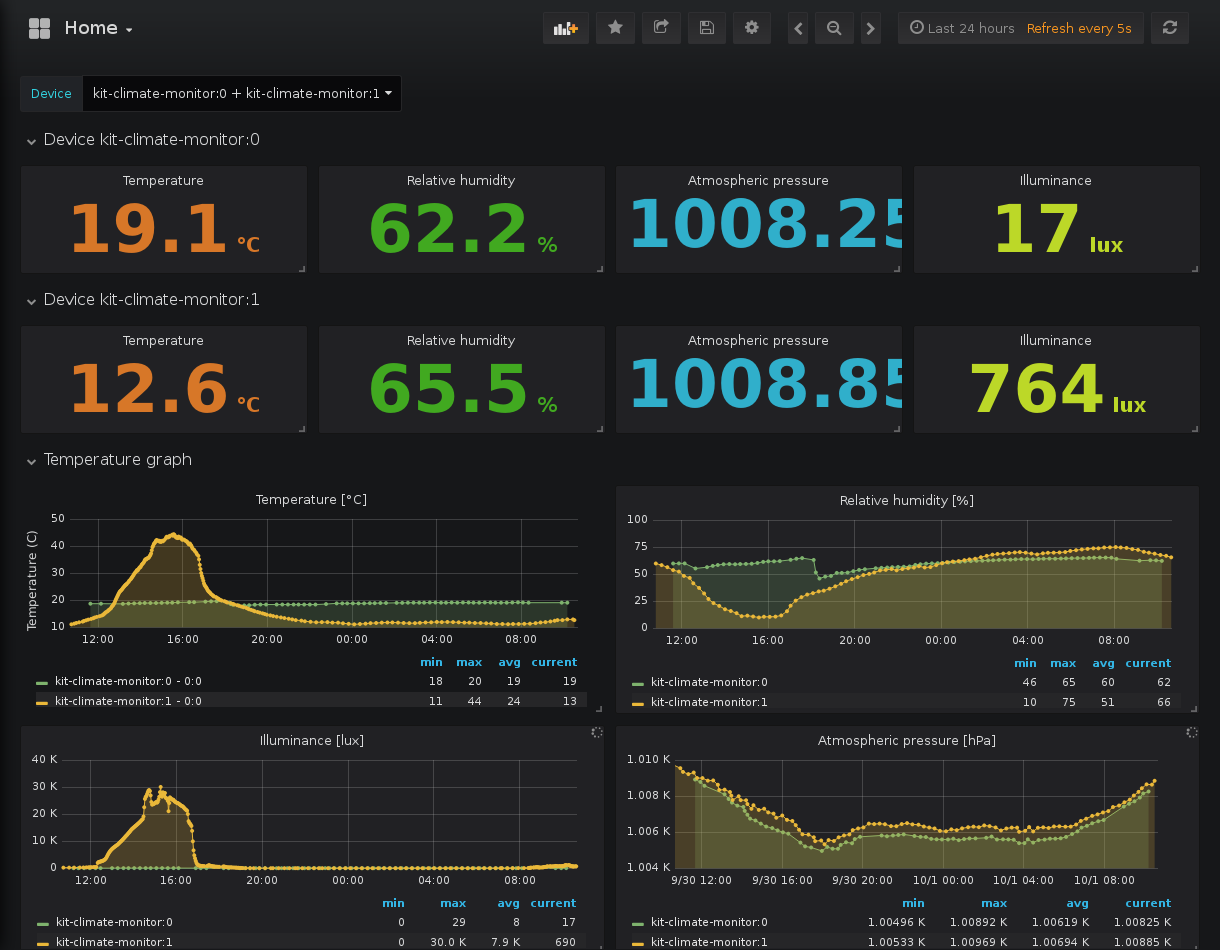 Home
Last 24 hours Refresh every 5s
Device kit-climate-monitor:0 + kit-climate-monitor:1
Device kit-climate-monitor:0
Temperature Relative humidity Atmospheric pressure Illuminance
19.1 °C 62.2 % 1008.25 17 lux
Device kit-climate-monitor:1
Temperature Relative humidity Atmospheric pressure Illuminance
12.6 °C 65.5 % 1008.85 764 lux
Temperature graph
Temperature [°C]
Temperature (C)
50
40
30
20
10
12:00 16:00 20:00 00:00 04:00 08:00
min max avg current
kit-climate-monitor:0 - 0:0 18 20 19 19
kit-climate-monitor:1 - 0:0 11 44 24 13
Relative humidity [%]
100
75
50
25
0
12:00 16:00 20:00 00:00 04:00 08:00
min max avg current
kit-climate-monitor:0 46 65 60 62
kit-climate-monitor:1 10 75 51 66
Illuminance [lux]
40 K
30 K
20 K
10 K
0
12:00 16:00 20:00 00:00 04:00 08:00
min max avg current
kit-climate-monitor:0 0 29 8 17
kit-climate-monitor:1 0 30.0 K 7.9 K 690
Atmospheric pressure [hPa]
1.010 K
1.008 K
1.006 K
1.004 K
9/30 12:00 9/30 16:00 9/30 20:00 10/1 00:00 10/1 04:00 10/1 08:00
min max avg current
kit-climate-monitor:0 1.00496 K 1.00892 K 1.00619 K 1.00825 K
kit-climate-monitor:1 1.00533 K 1.00969 K 1.00694 K 1.00885 K